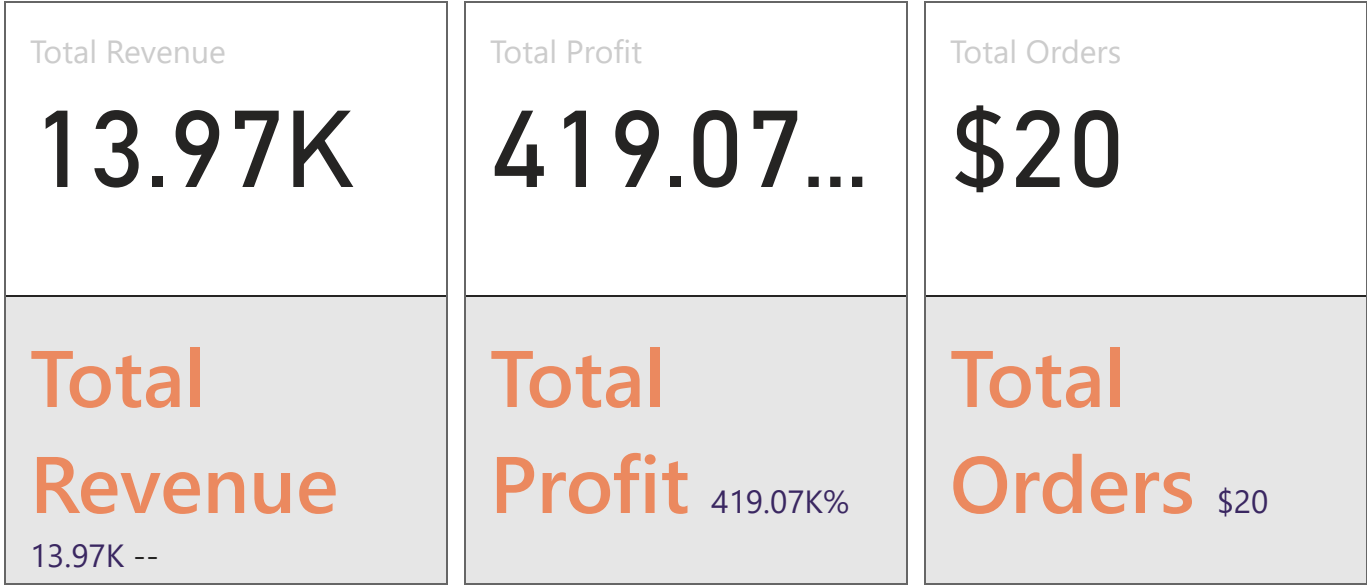 Total Revenue
13.97K
Total
Revenue
13.97K --
Total Profit
419.07...
Total
Profit 419.07K%
Total Orders
$20
Total
Orders $20